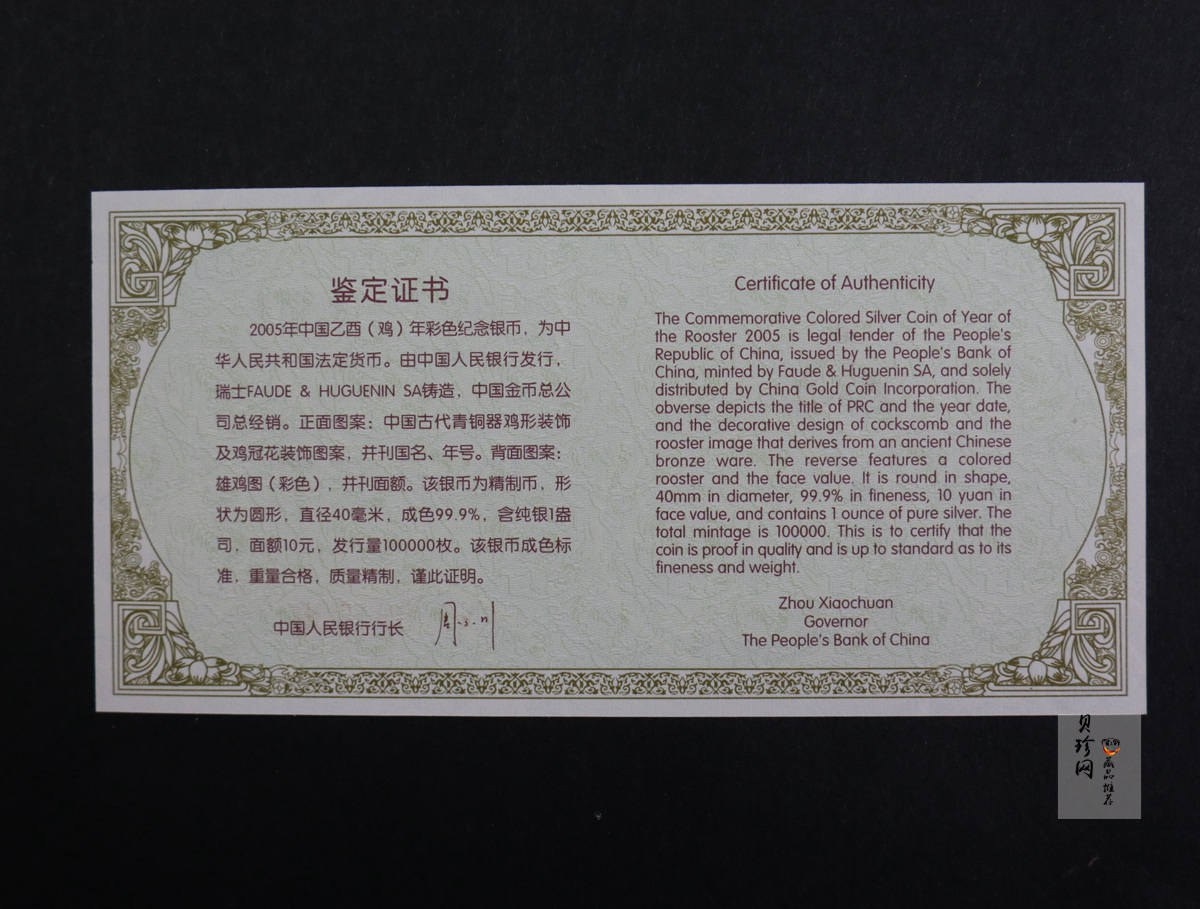 鉴定证书
2005年中国乙酉（鸡）年彩色纪念银币，为中
华人民共和国法定货币。由中国人民银行发行，
瑞士FAUDE & HUGUENIN SA铸造，中国金币总公
司总经销。正面图案：中国古代青铜器鸡形装饰
及鸡冠花装饰图案，并刊国名、年号。背面图案：
雄鸡图（彩色），并刊面额。该银币为精制币，形
状为圆形，直径40毫米，成色99.9%，含纯银1盎
司，面额10元，发行量100000枚。该银币成色标
准，重量合格，质量精制，谨此证明。
中国人民银行行长
Certificate of Authenticity
The Commemorative Colored Silver Coin of Year of
the Rooster 2005 is legal tender of the People's
Republic of China, issued by the People's Bank of
China, minted by Faude & Huguenin SA, and solely
distributed by China Gold Coin Incorporation. The
obverse depicts the title of PRC and the year date,
and the decorative design of cockscomb and the
rooster image that derives from an ancient Chinese
bronze ware. The reverse features a colored
rooster and the face value. It is round in shape,
40mm in diameter, 99.9% in fineness, 10 yuan in
face value, and contains 1 ounce of pure silver. The
total mintage is 100000. This is to certify that the
coin is proof in quality and is up to standard as to its
fineness and weight.
Zhou Xiaochuan
Governor
The People's Bank of China
贝珍网
藏品推荐